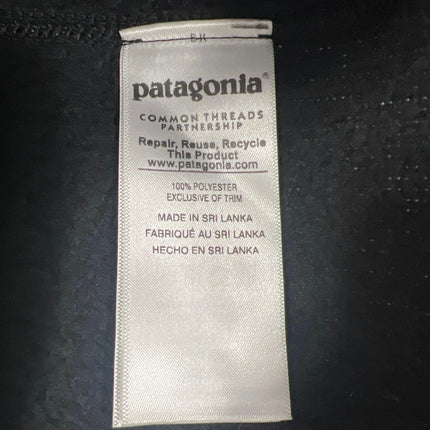 patagonia®
COMMON THREADS
PARTNERSHIP
Repair, Reuse, Recycle
This Product
www.patagonia.com
100% POLYESTER
EXCLUSIVE OF TRIM
MADE IN SRI LANKA
FABRIQUÉ AU SRI LANKA
HECHO EN SRI LANKA